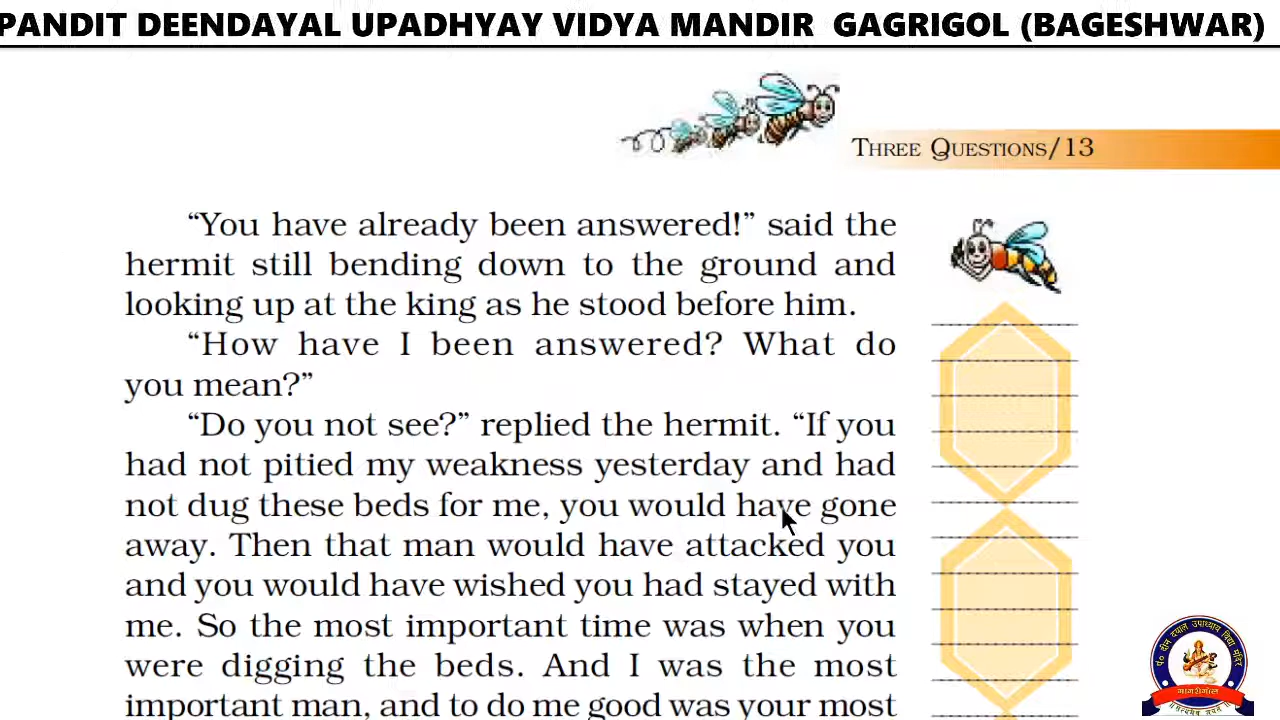 PANDIT DEENDAYAL UPADHYAY VIDYA MANDIR GAGRIGOL (BAGESHWAR)
THREE QUESTIONS/13
“You have already been answered!” said the
hermit still bending down to the ground and
looking up at the king as he stood before him.
“How have I been answered? What do
you mean?”
“Do you not see?” replied the hermit. “If you
had not pitied my weakness yesterday and had
not dug these beds for me, you would have gone
away. Then that man would have attacked you
and you would have wished you had stayed with
me. So the most important time was when you
were digging the beds. And I was the most
important man, and to do me good was your most
पं० दीन दयाल उपाध्याय विद्या मंदिर
गागरीगोल